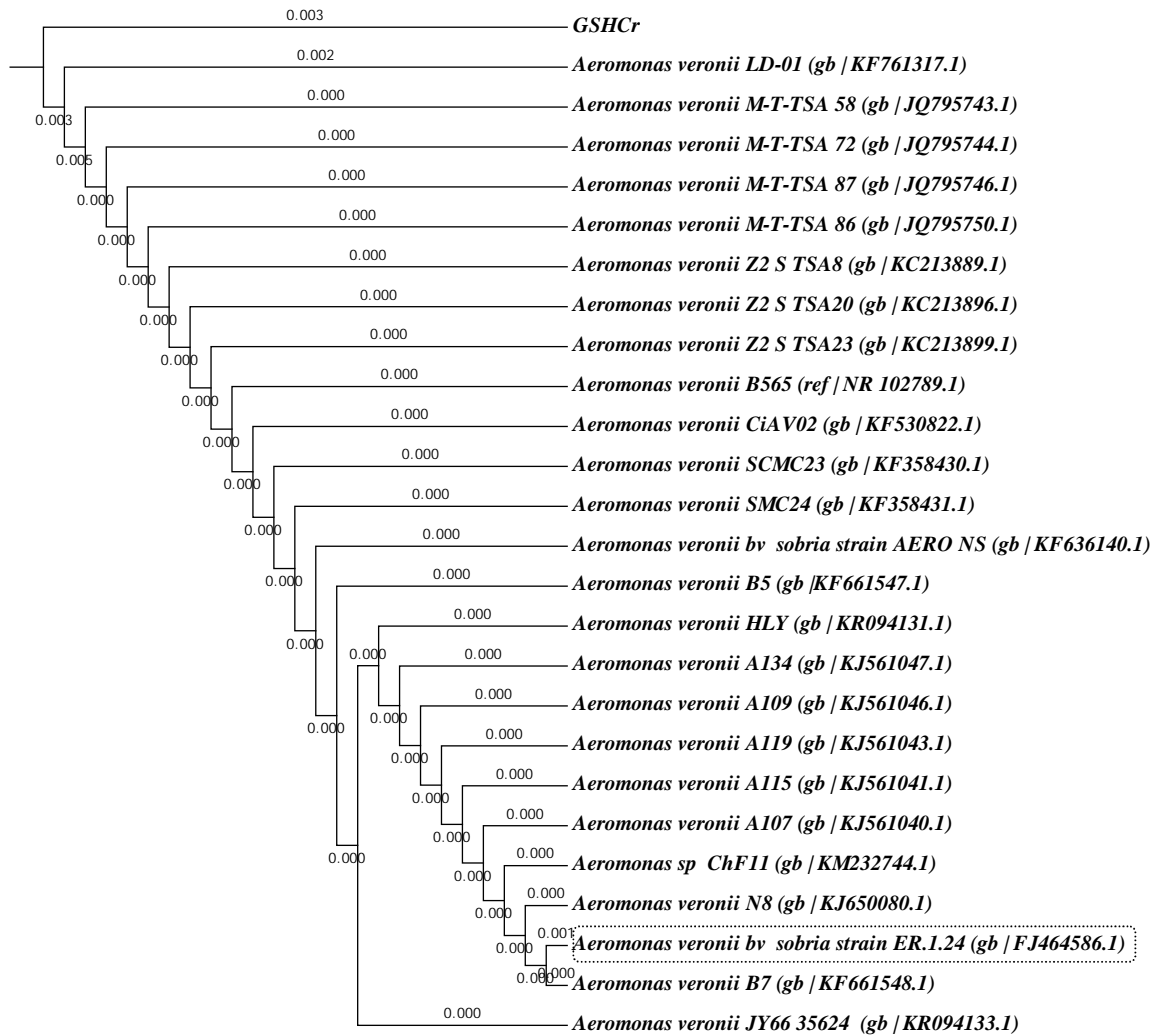 0.003
GSHCr
0.002
Aeromonas veronii LD-01 (gb | KF761317.1)
0.003
0.000
Aeromonas veronii M-T-TSA 58 (gb | JQ795743.1)
0.005
0.000
Aeromonas veronii M-T-TSA 72 (gb | JQ795744.1)
0.000
0.000
Aeromonas veronii M-T-TSA 87 (gb | JQ795746.1)
0.000
0.000
Aeromonas veronii M-T-TSA 86 (gb | JQ795750.1)
0.000
0.000
Aeromonas veronii Z2 S TSA8 (gb | KC213889.1)
0.000
0.000
Aeromonas veronii Z2 S TSA20 (gb | KC213896.1)
0.000
0.000
Aeromonas veronii Z2 S TSA23 (gb | KC213899.1)
0.000
0.000
Aeromonas veronii B565 (ref | NR 102789.1)
0.000
0.000
Aeromonas veronii CiAV02 (gb | KF530822.1)
0.000
0.000
Aeromonas veronii SCMC23 (gb | KF358430.1)
0.000
0.000
Aeromonas veronii SMC24 (gb | KF358431.1)
0.000
0.000
Aeromonas veronii bv sobria strain AERO NS (gb | KF636140.1)
0.000
0.000
Aeromonas veronii B5 (gb |KF661547.1)
0.000
0.000
Aeromonas veronii HLY (gb | KR094131.1)
0.000
0.000
Aeromonas veronii A134 (gb | KJ561047.1)
0.000
0.000
Aeromonas veronii A109 (gb | KJ561046.1)
0.000
0.000
Aeromonas veronii A119 (gb | KJ561043.1)
0.000
0.000
Aeromonas veronii A115 (gb | KJ561041.1)
0.000
0.000
Aeromonas veronii A107 (gb | KJ561040.1)
0.000
0.000
0.000
Aeromonas sp ChF11 (gb | KM232744.1)
0.000
0.000
Aeromonas veronii N8 (gb | KJ650080.1)
0.000
0.001
Aeromonas veronii bv sobria strain ER.1.24 (gb | FJ464586.1)
0.000
0.000
Aeromonas veronii B7 (gb | KF661548.1)
0.000
Aeromonas veronii JY66 35624 (gb | KR094133.1)